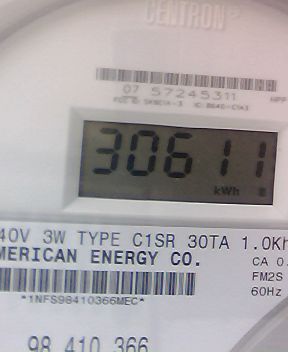 CENTRON®
07 57245311
30611
kWh
40V 3W TYPE C1SR 30TA 1.0Kh
MERICAN ENERGY CO.
CA 0.
FM2S
60Hz
*1NFS98410366MEC*
98 410 366